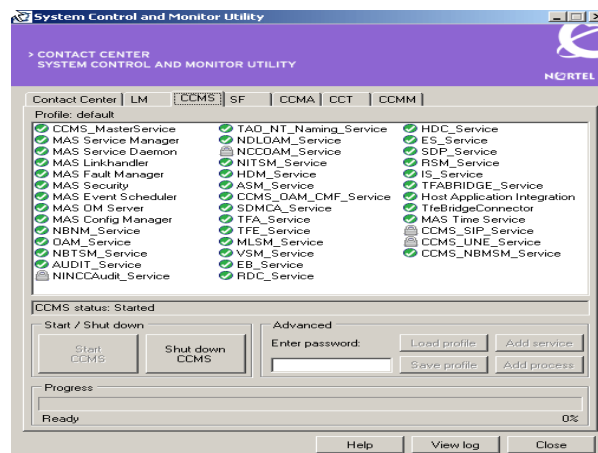 System Control and Monitor Utility
> CONTACT CENTER
SYSTEM CONTROL AND MONITOR UTILITY
NORTEL
Contact Center LM CCMS SF CCMA CCT CCMM
Profile: default
CCMS_MasterService TAO_NT_Naming_Service HDC_Service
MAS Service Manager NDLOAM_Service ES_Service
MAS Service Daemon NCCOAM_Service SDP_Service
MAS Linkhandler NITSM_Service RSM_Service
MAS Fault Manager HDM_Service IS_Service
MAS Security ASM_Service TFABRIDGE_Service
MAS Event Scheduler CCMS_OAM_CMF_Service Host Application Integration
MAS OM Server SDMCA_Service TfeBridgeConnector
MAS Config Manager TFA_Service MAS Time Service
NBNM_Service TFE_Service CCMS_SIP_Service
OAM_Service MLSM_Service CCMS_UNE_Service
NBTSM_Service VSM_Service CCMS_NBMSM_Service
AUDIT_Service EB_Service
NINCCAudit_Service RDC_Service
CCMS status: Started
Start / Shut down Advanced
Enter password: Load profile Add service
Start CCMS Shut down CCMS
Save profile Add process
Progress
Ready 0%
Help View log Close